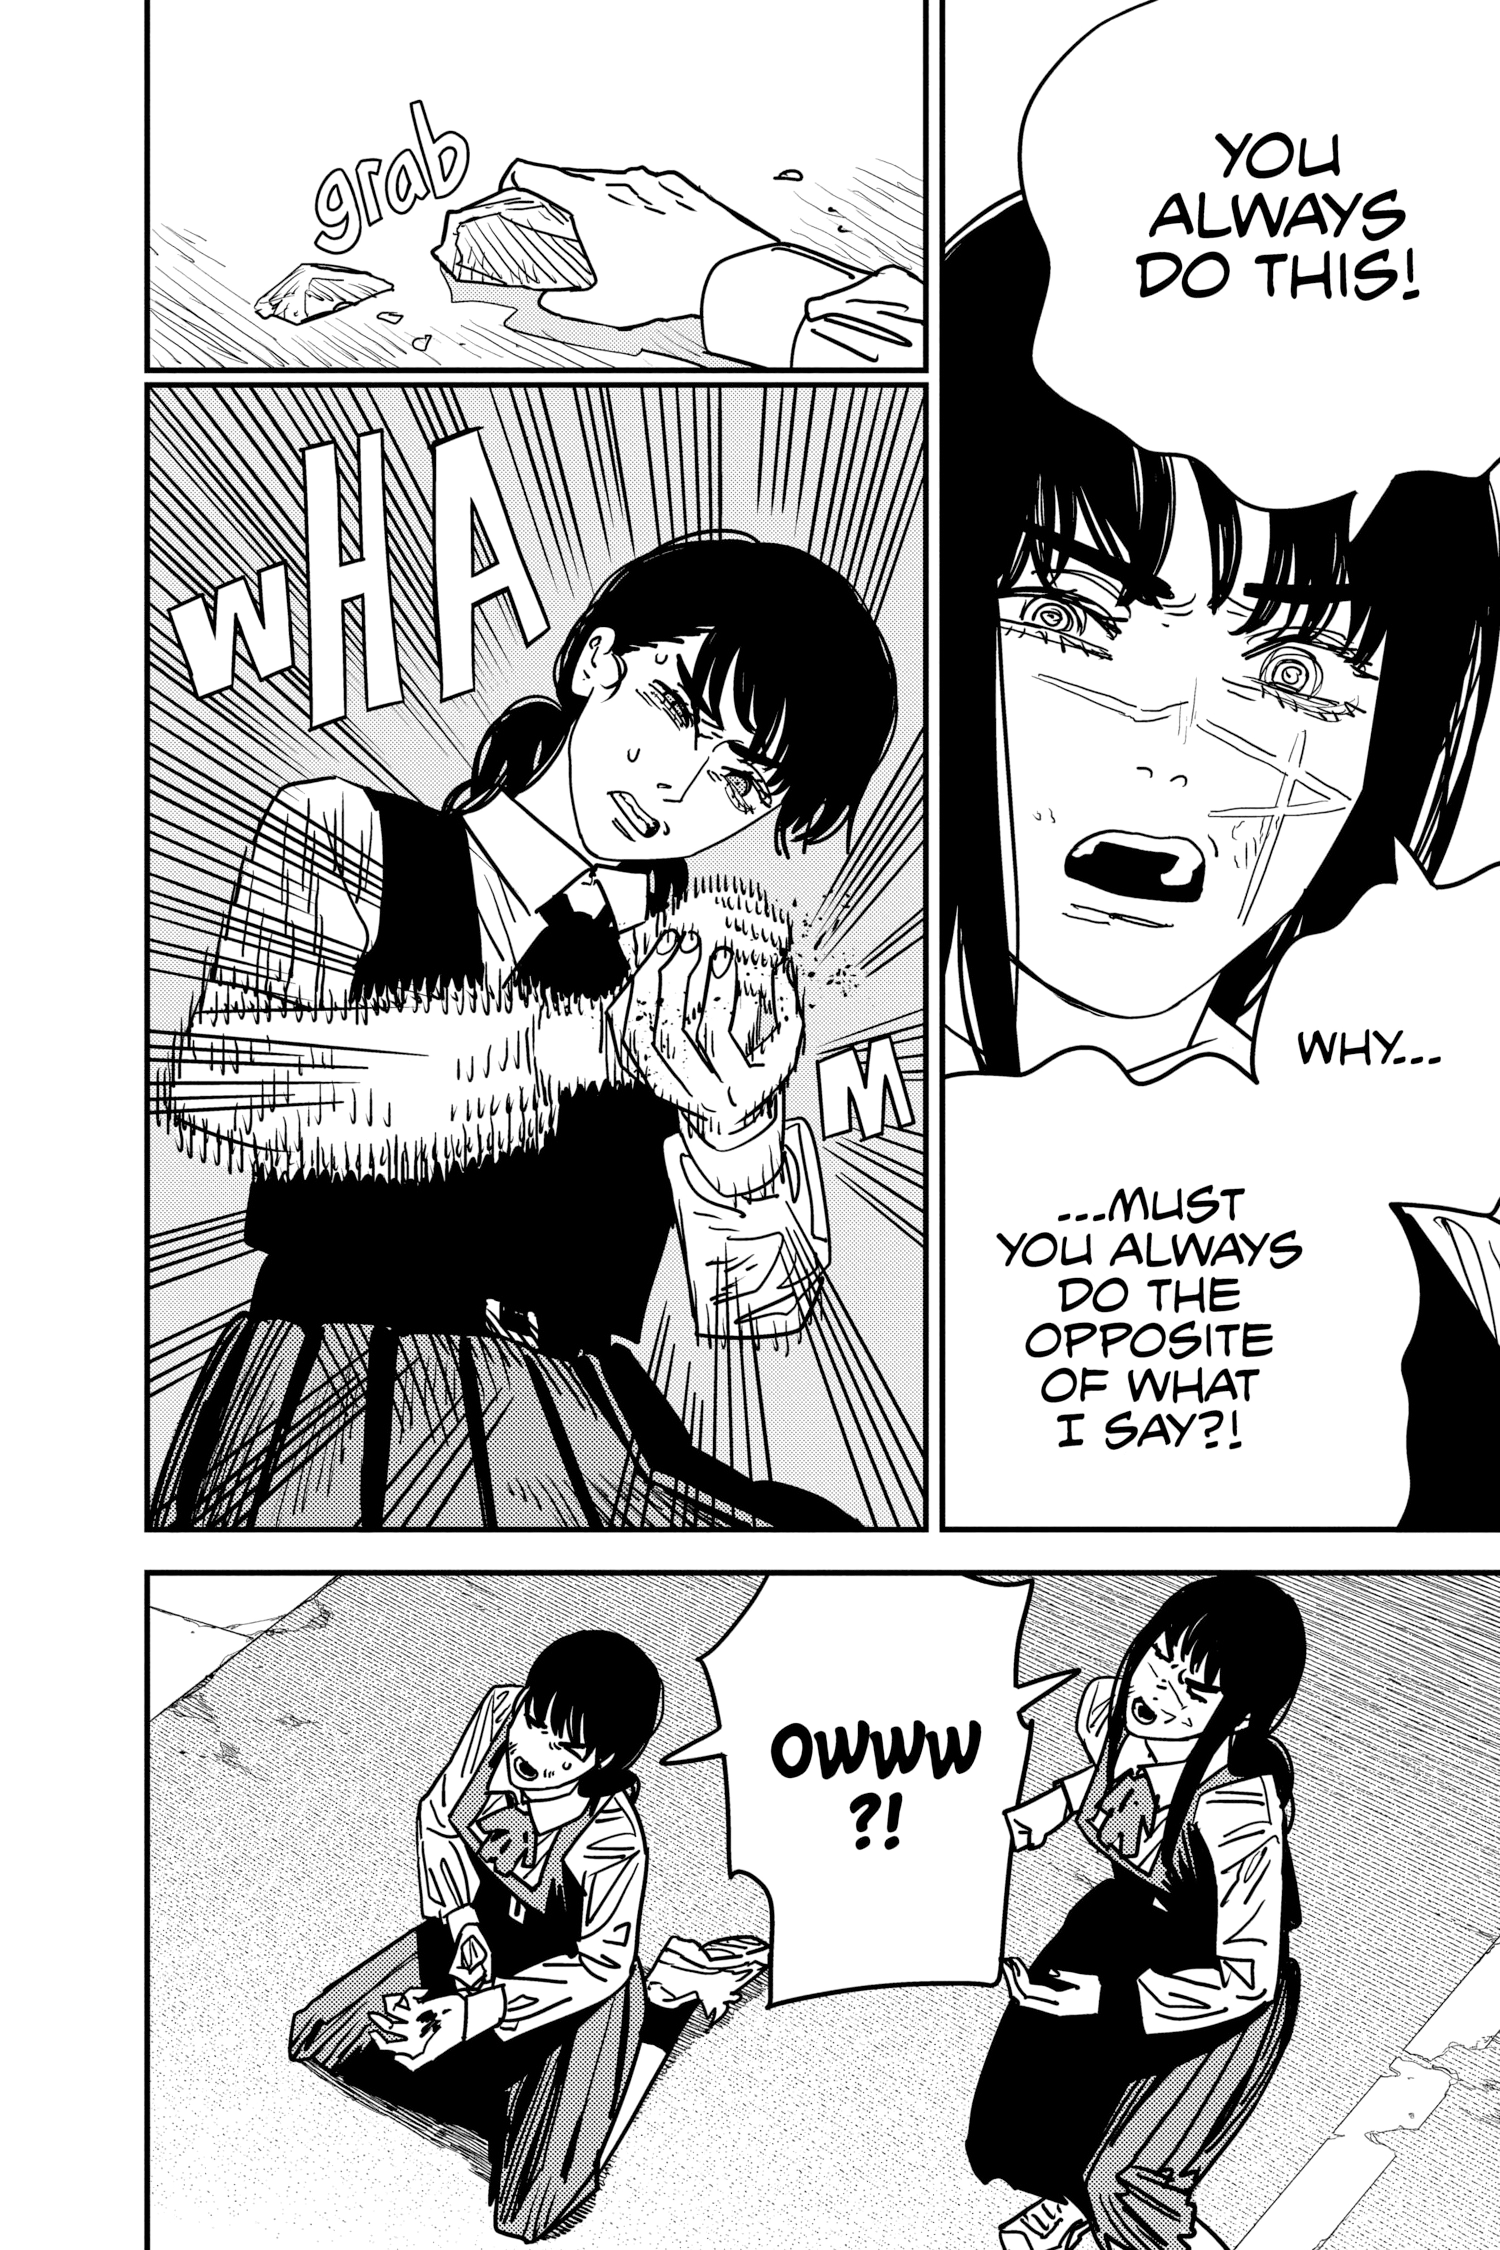 YOU
ALWAYS
DO THIS!
WHY...
...MUST
YOU ALWAYS
DO THE
OPPOSITE
OF WHAT
I SAY?!
grab
WHA
M
OWWW
?!